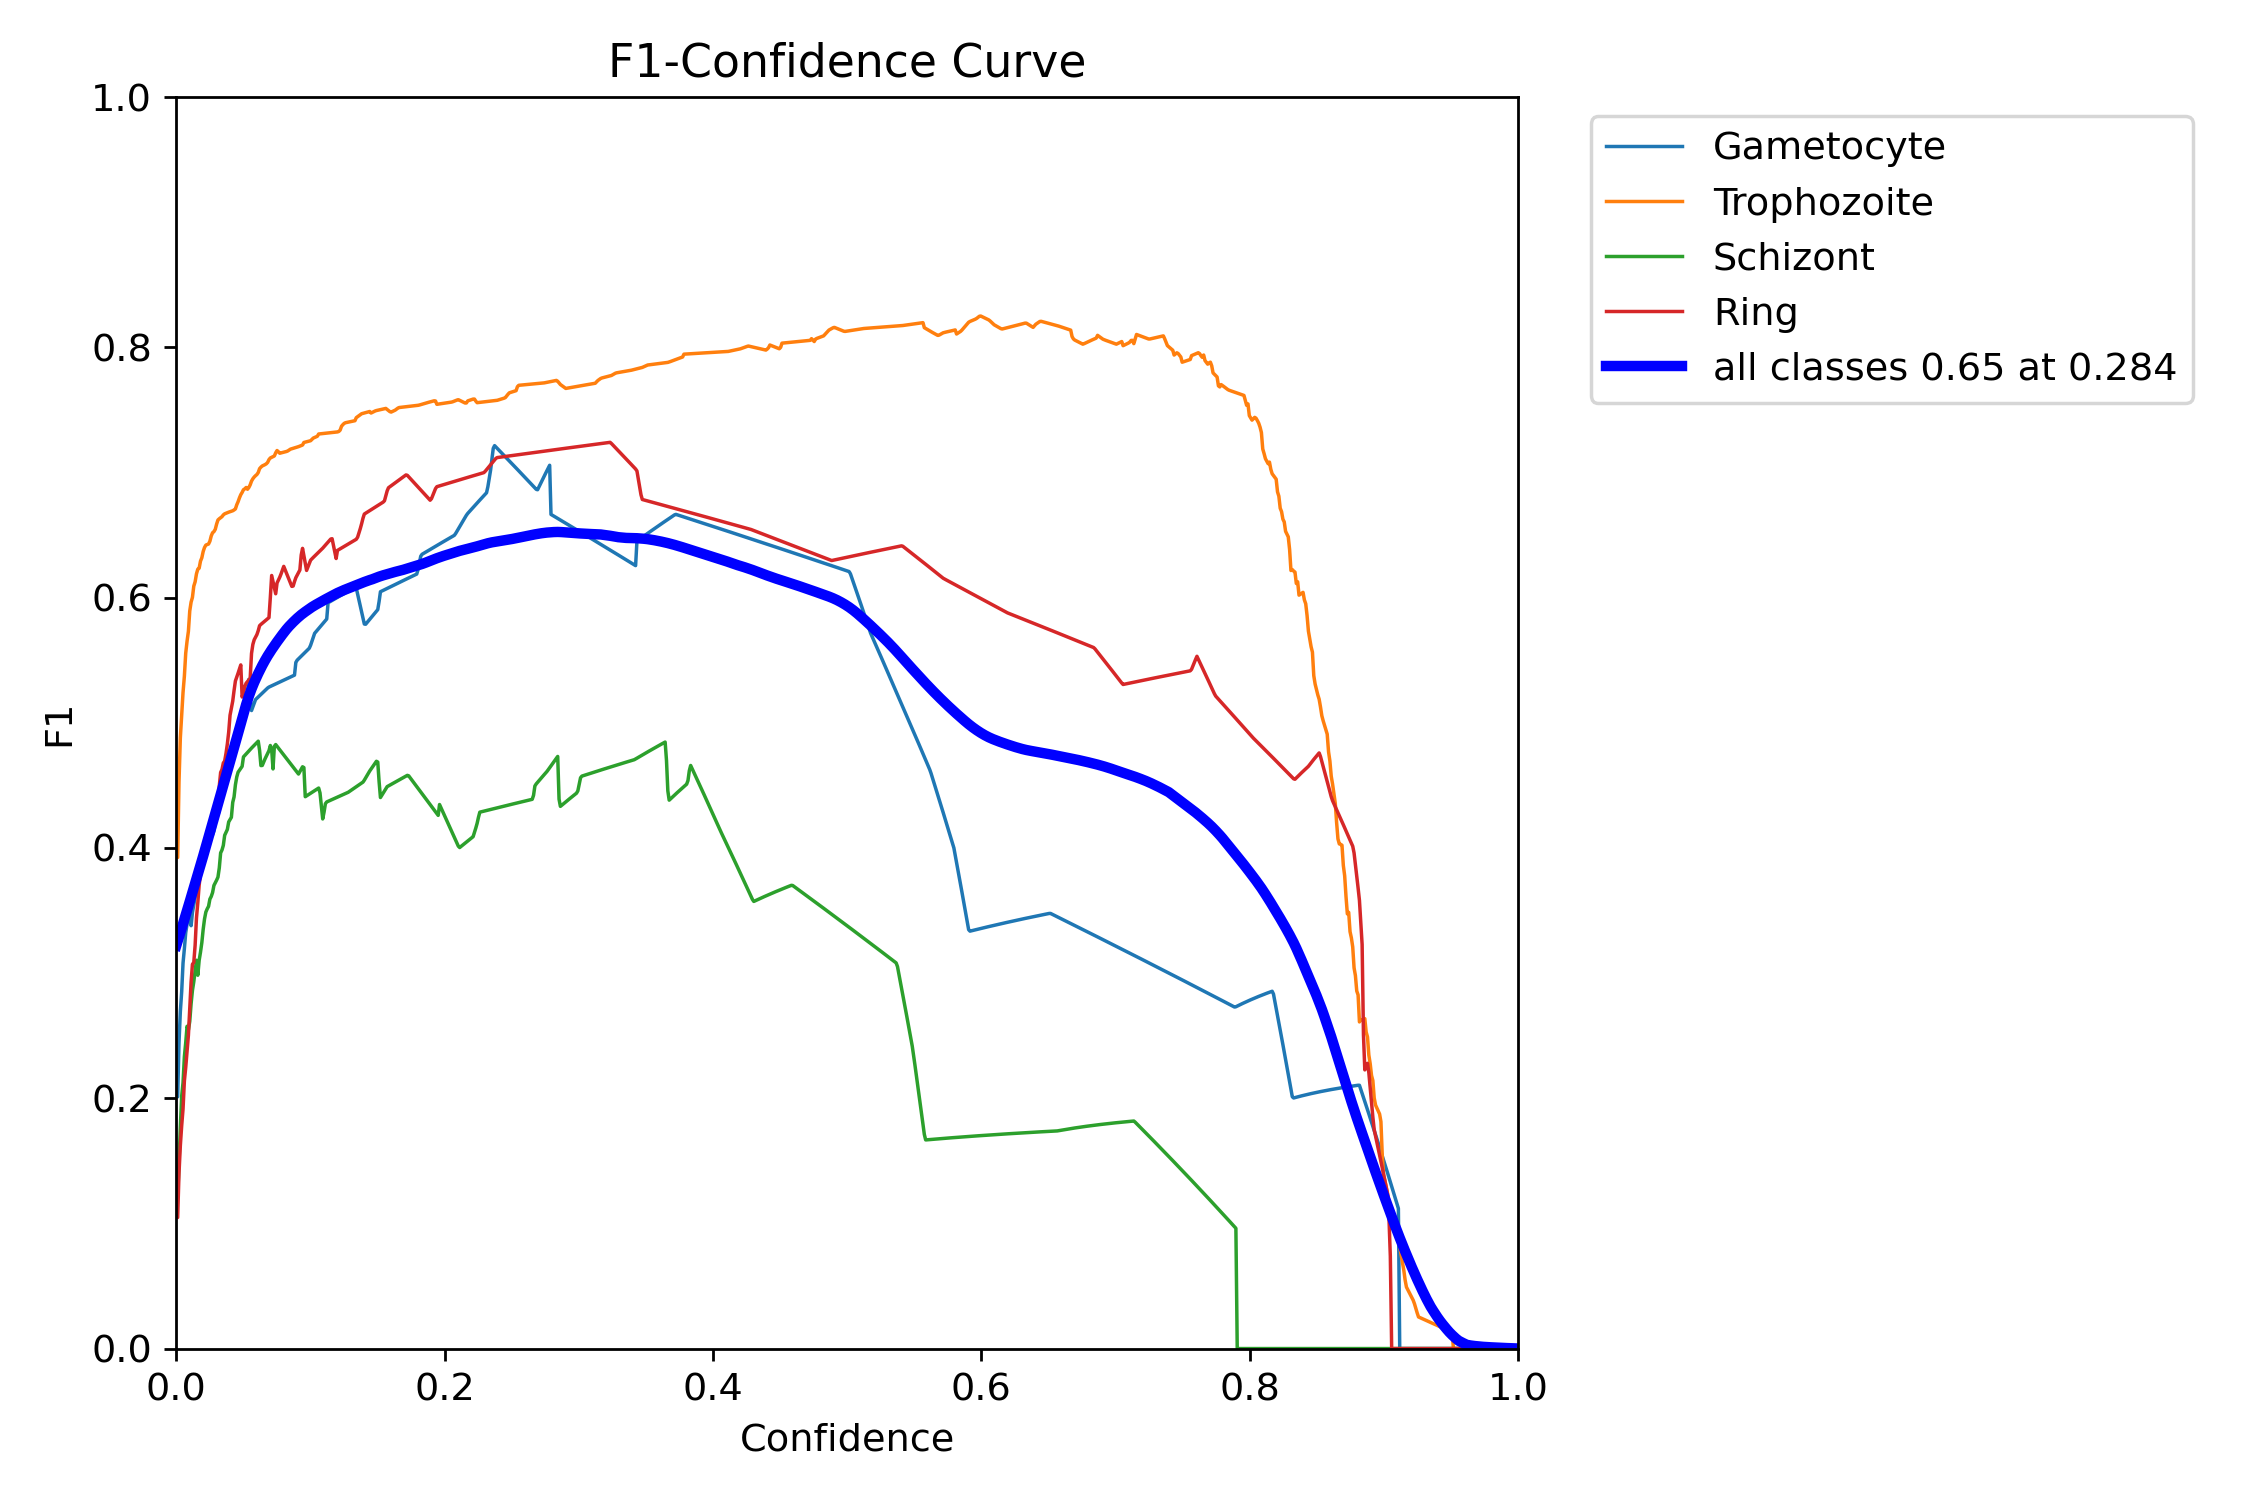 F1-Confidence Curve
1.0
0.8
0.6
0.4
0.2
0.0
F1
0.0 0.2 0.4 0.6 0.8 1.0
Confidence
Gametocyte
Trophozoite
Schizont
Ring
all classes 0.65 at 0.284